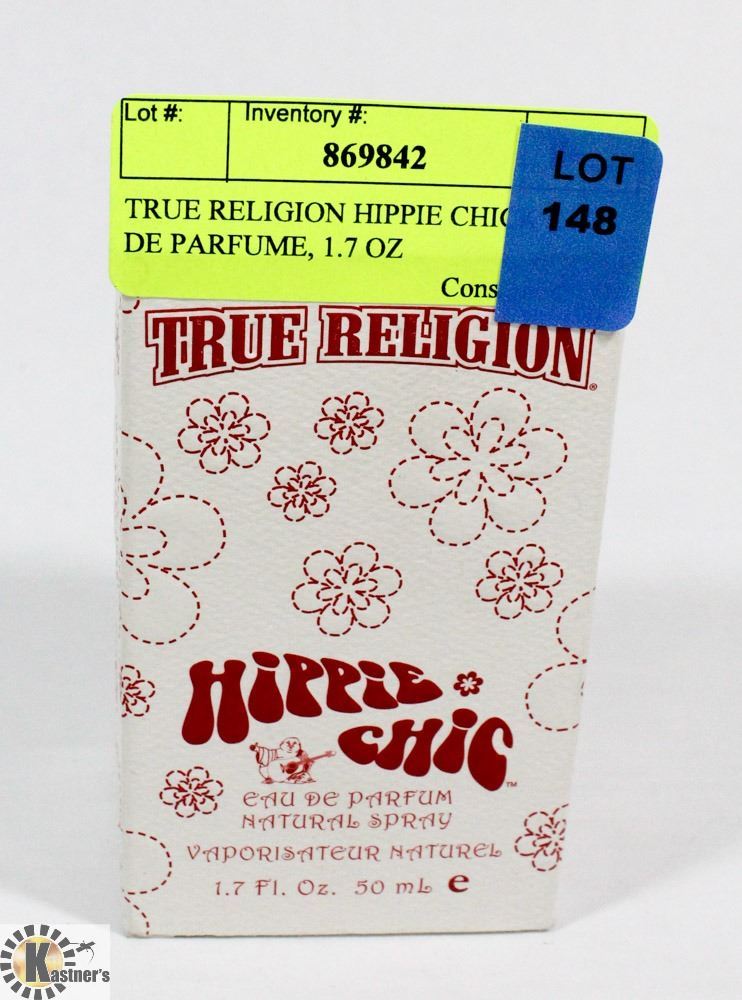 Lot #:
Inventory #:
869842
LOT
148
TRUE RELIGION HIPPIE CHIC
DE PARFUME, 1.7 OZ
Cons
TRUE RELIGION®
HIPPIE
CHIC™
EAU DE PARFUM
NATURAL SPRAY
VAPORISATEUR NATUREL
1.7 Fl. Oz. 50 mL e
KASTNER'S